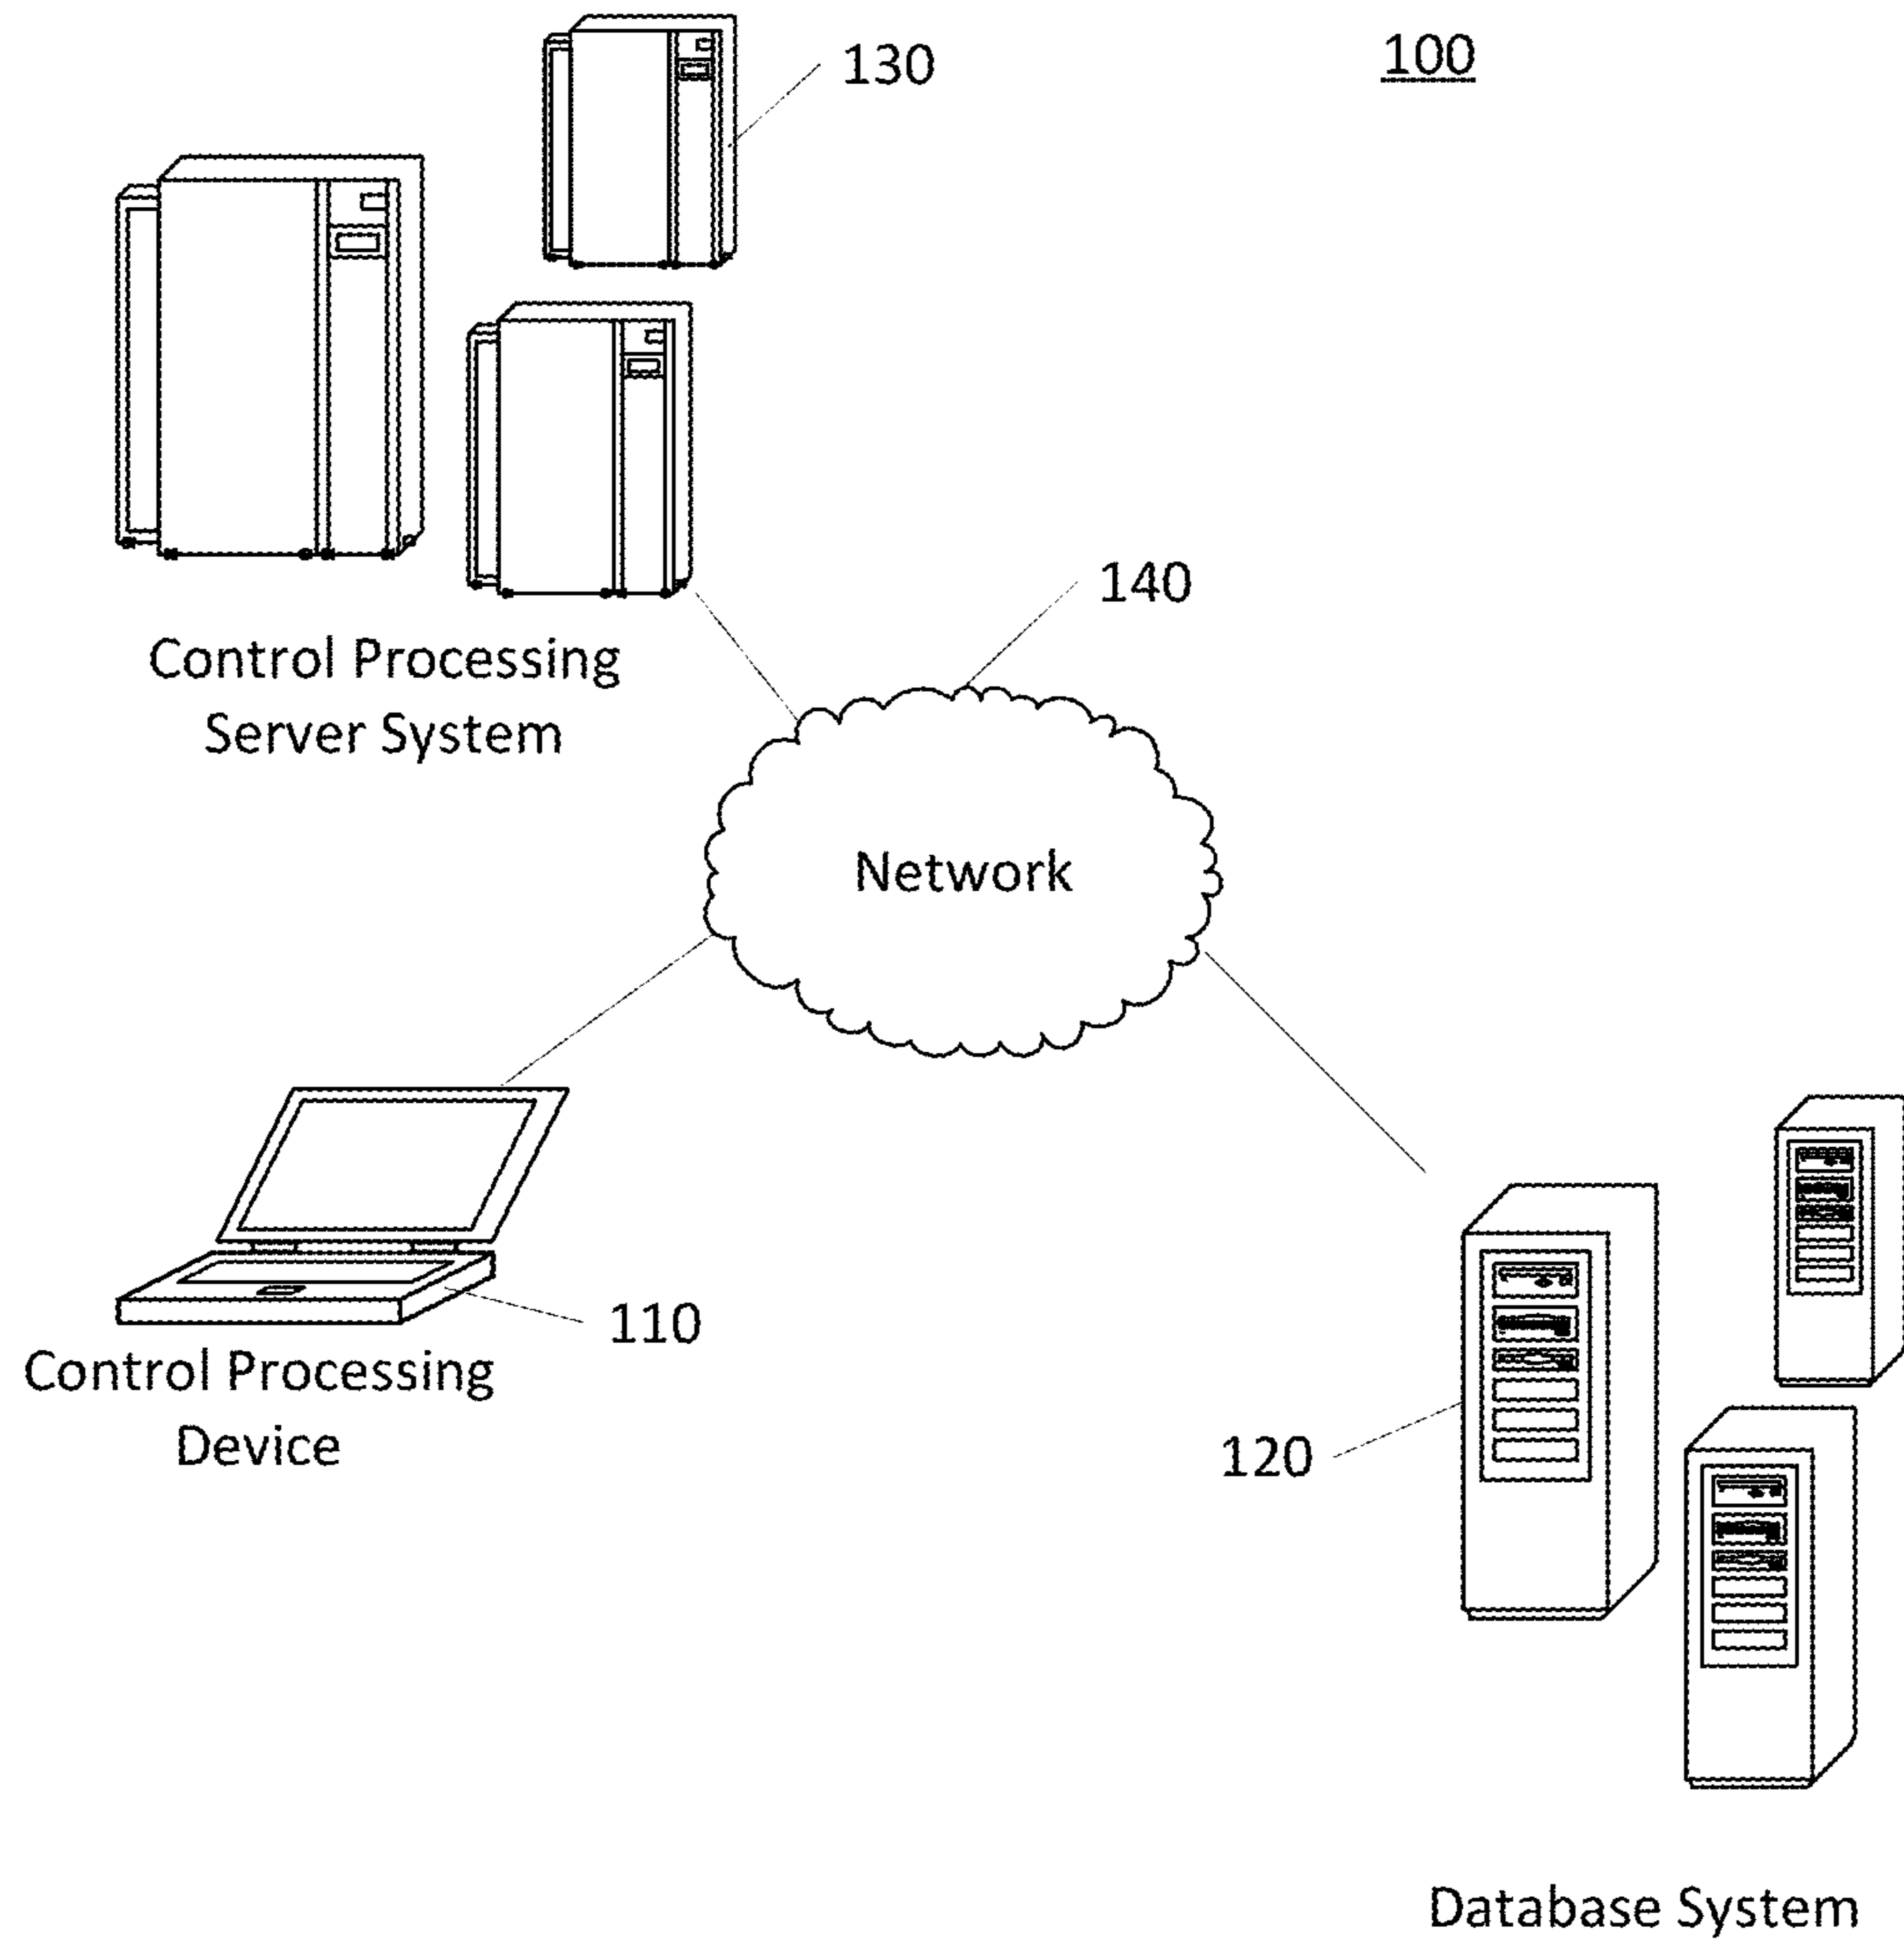 130
100
140
Control Processing
Server System
Network
110
Control Processing
Device
120
Database System